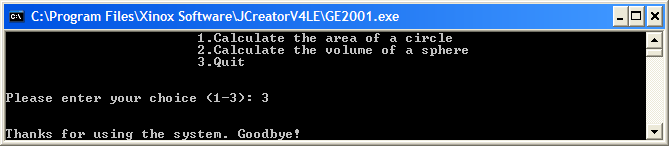 C:\Program Files\Xinox Software\JCreatorV4LE\GE2001.exe
1.Calculate the area of a circle
2.Calculate the volume of a sphere
3.Quit
Please enter your choice (1-3): 3
Thanks for using the system. Goodbye!